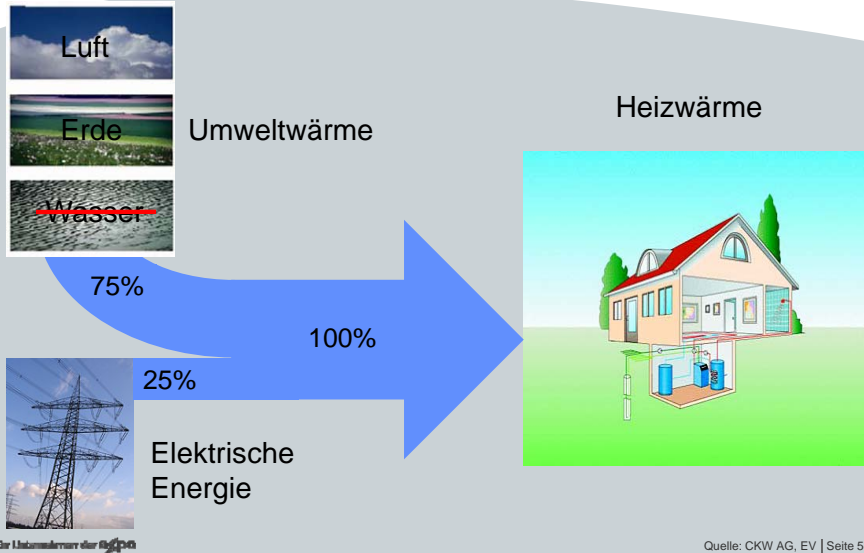 Luft
Erde
Umweltwärme
Heizwärme
Wasser
75%
100%
25%
Elektrische
Energie
Quelle: CKW AG, EV | Seite 5